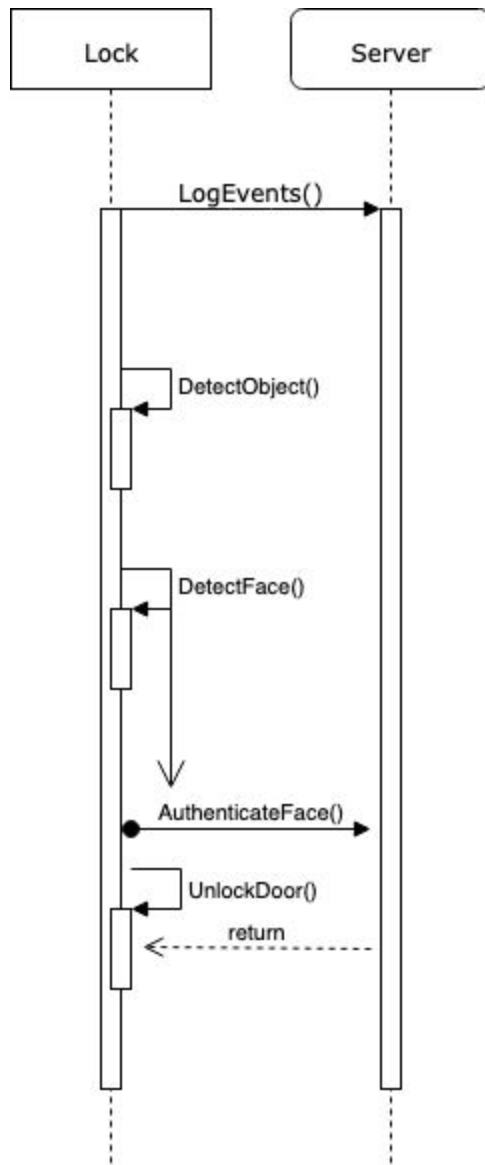 Lock
Server
LogEvents()
DetectObject()
DetectFace()
AuthenticateFace()
UnlockDoor()
return